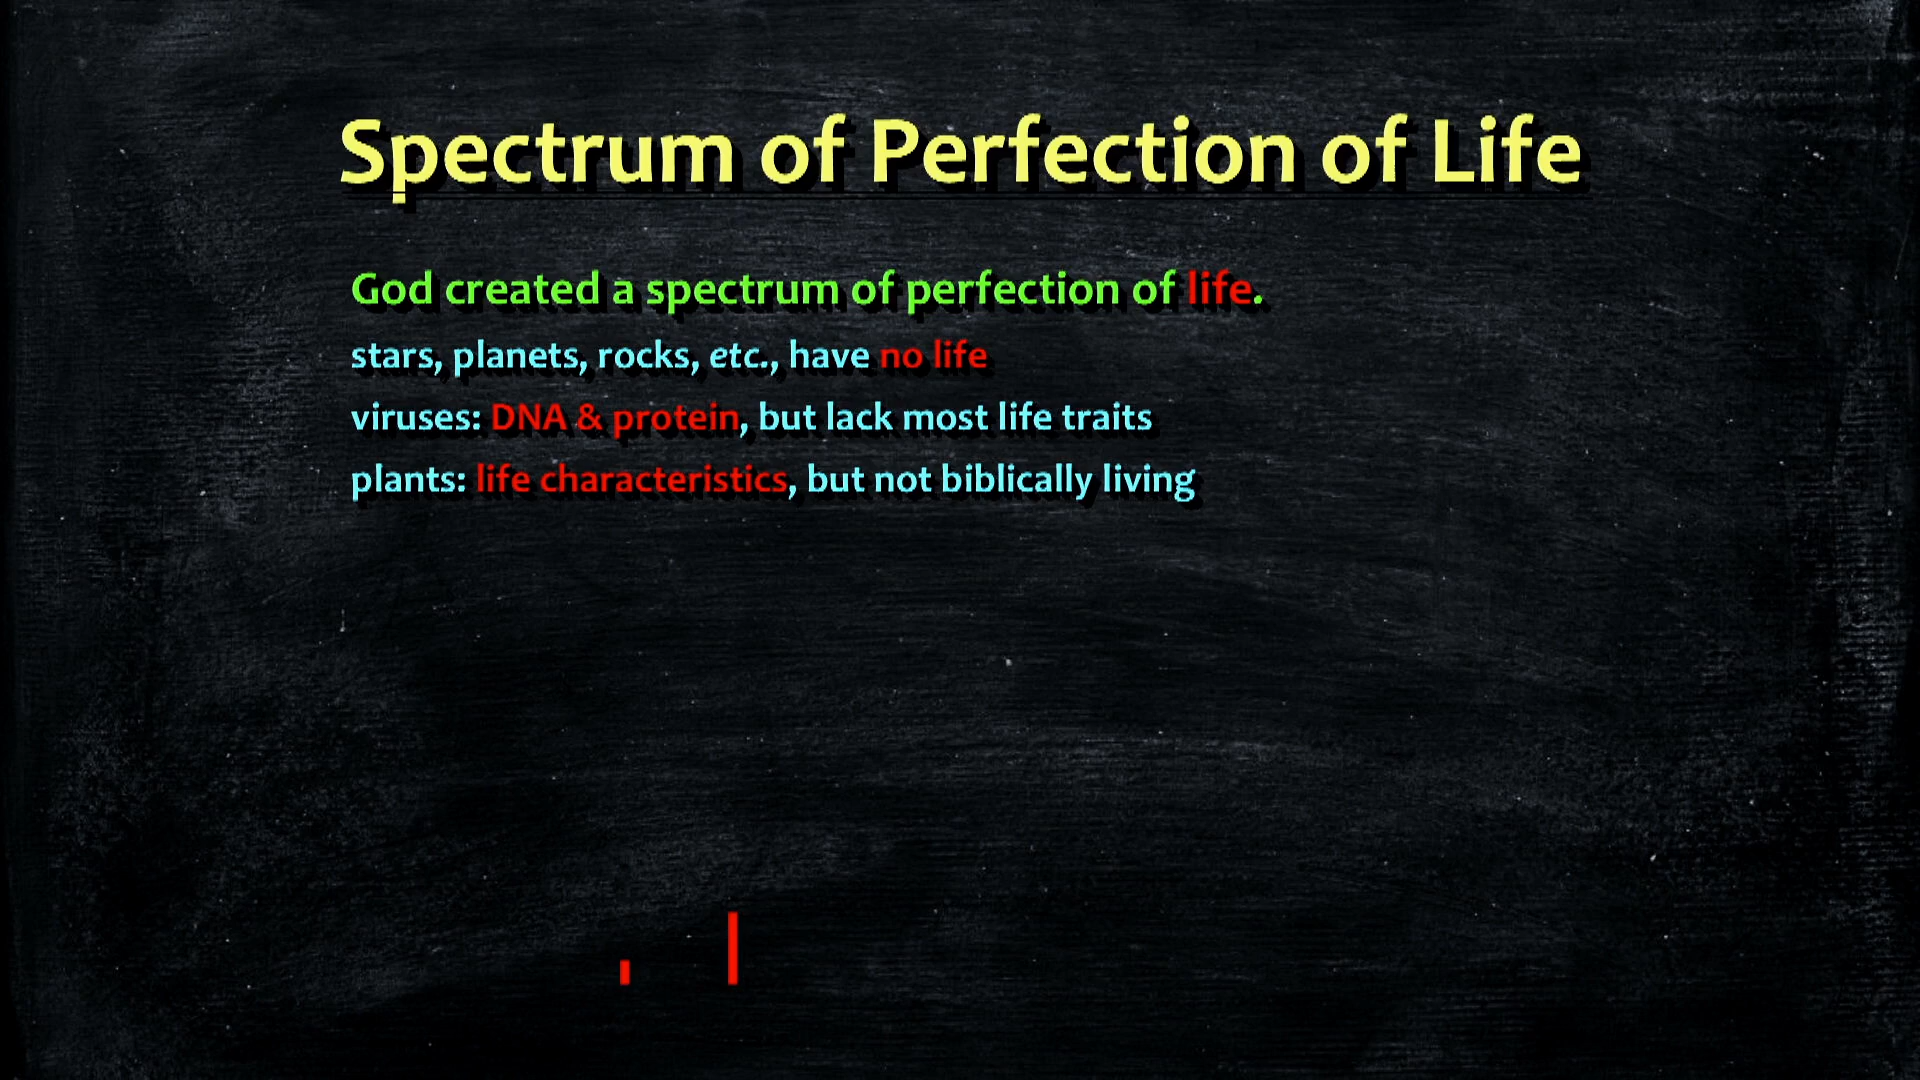 Spectrum of Perfection of Life
God created a spectrum of perfection of life.
stars, planets, rocks, etc., have no life
viruses: DNA & protein, but lack most life traits
plants: life characteristics, but not biblically living